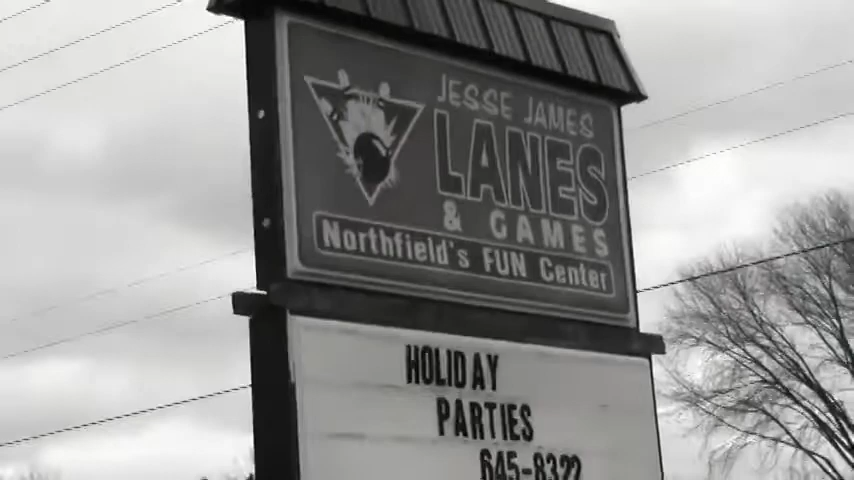 JESSE JAMES
LANES
& GAMES
Northfield's FUN Center
HOLIDAY
PARTIES
645-8322